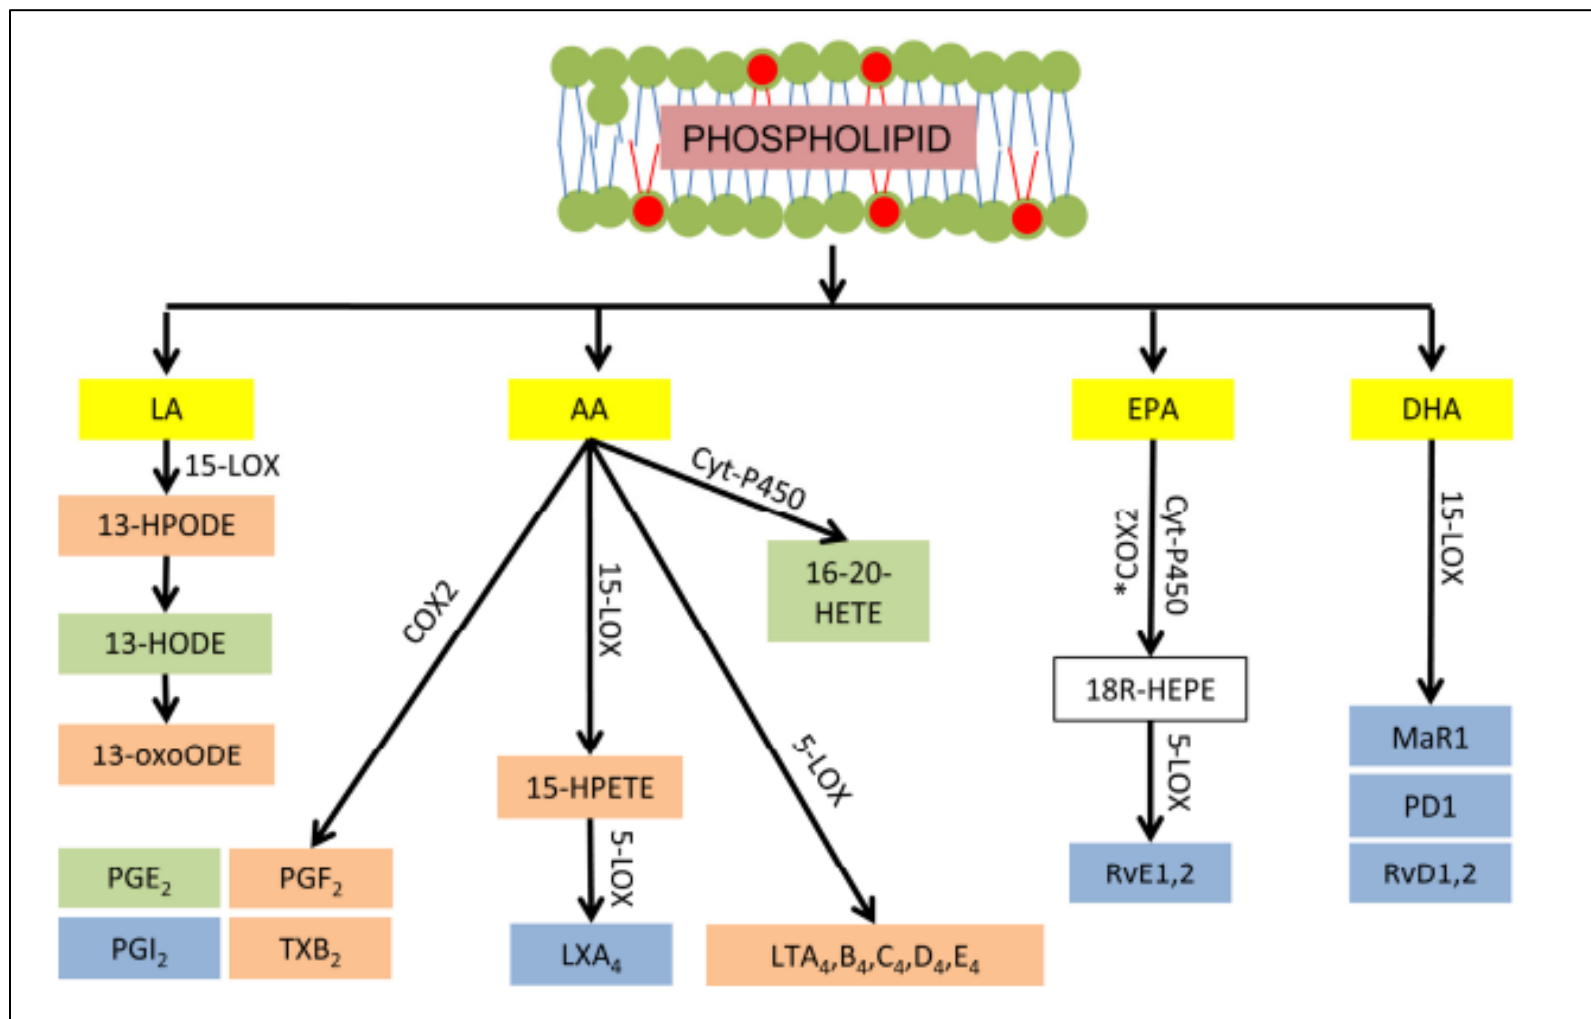 PHOSPHOLIPID
LA
AA
EPA
DHA
15-LOX
13-HPODE
13-HODE
13-oxoODE
COX2
15-LOX
5-LOX
Cyt-P450
16-20-
HETE
15-HPETE
5-LOX
PGE₂
PGF₂
PGI₂
TXB₂
LXA₄
LTA₄,B₄,C₄,D₄,E₄
Cyt-P450
*COX2
18R-HEPE
5-LOX
RvE1,2
15-LOX
MaR1
PD1
RvD1,2